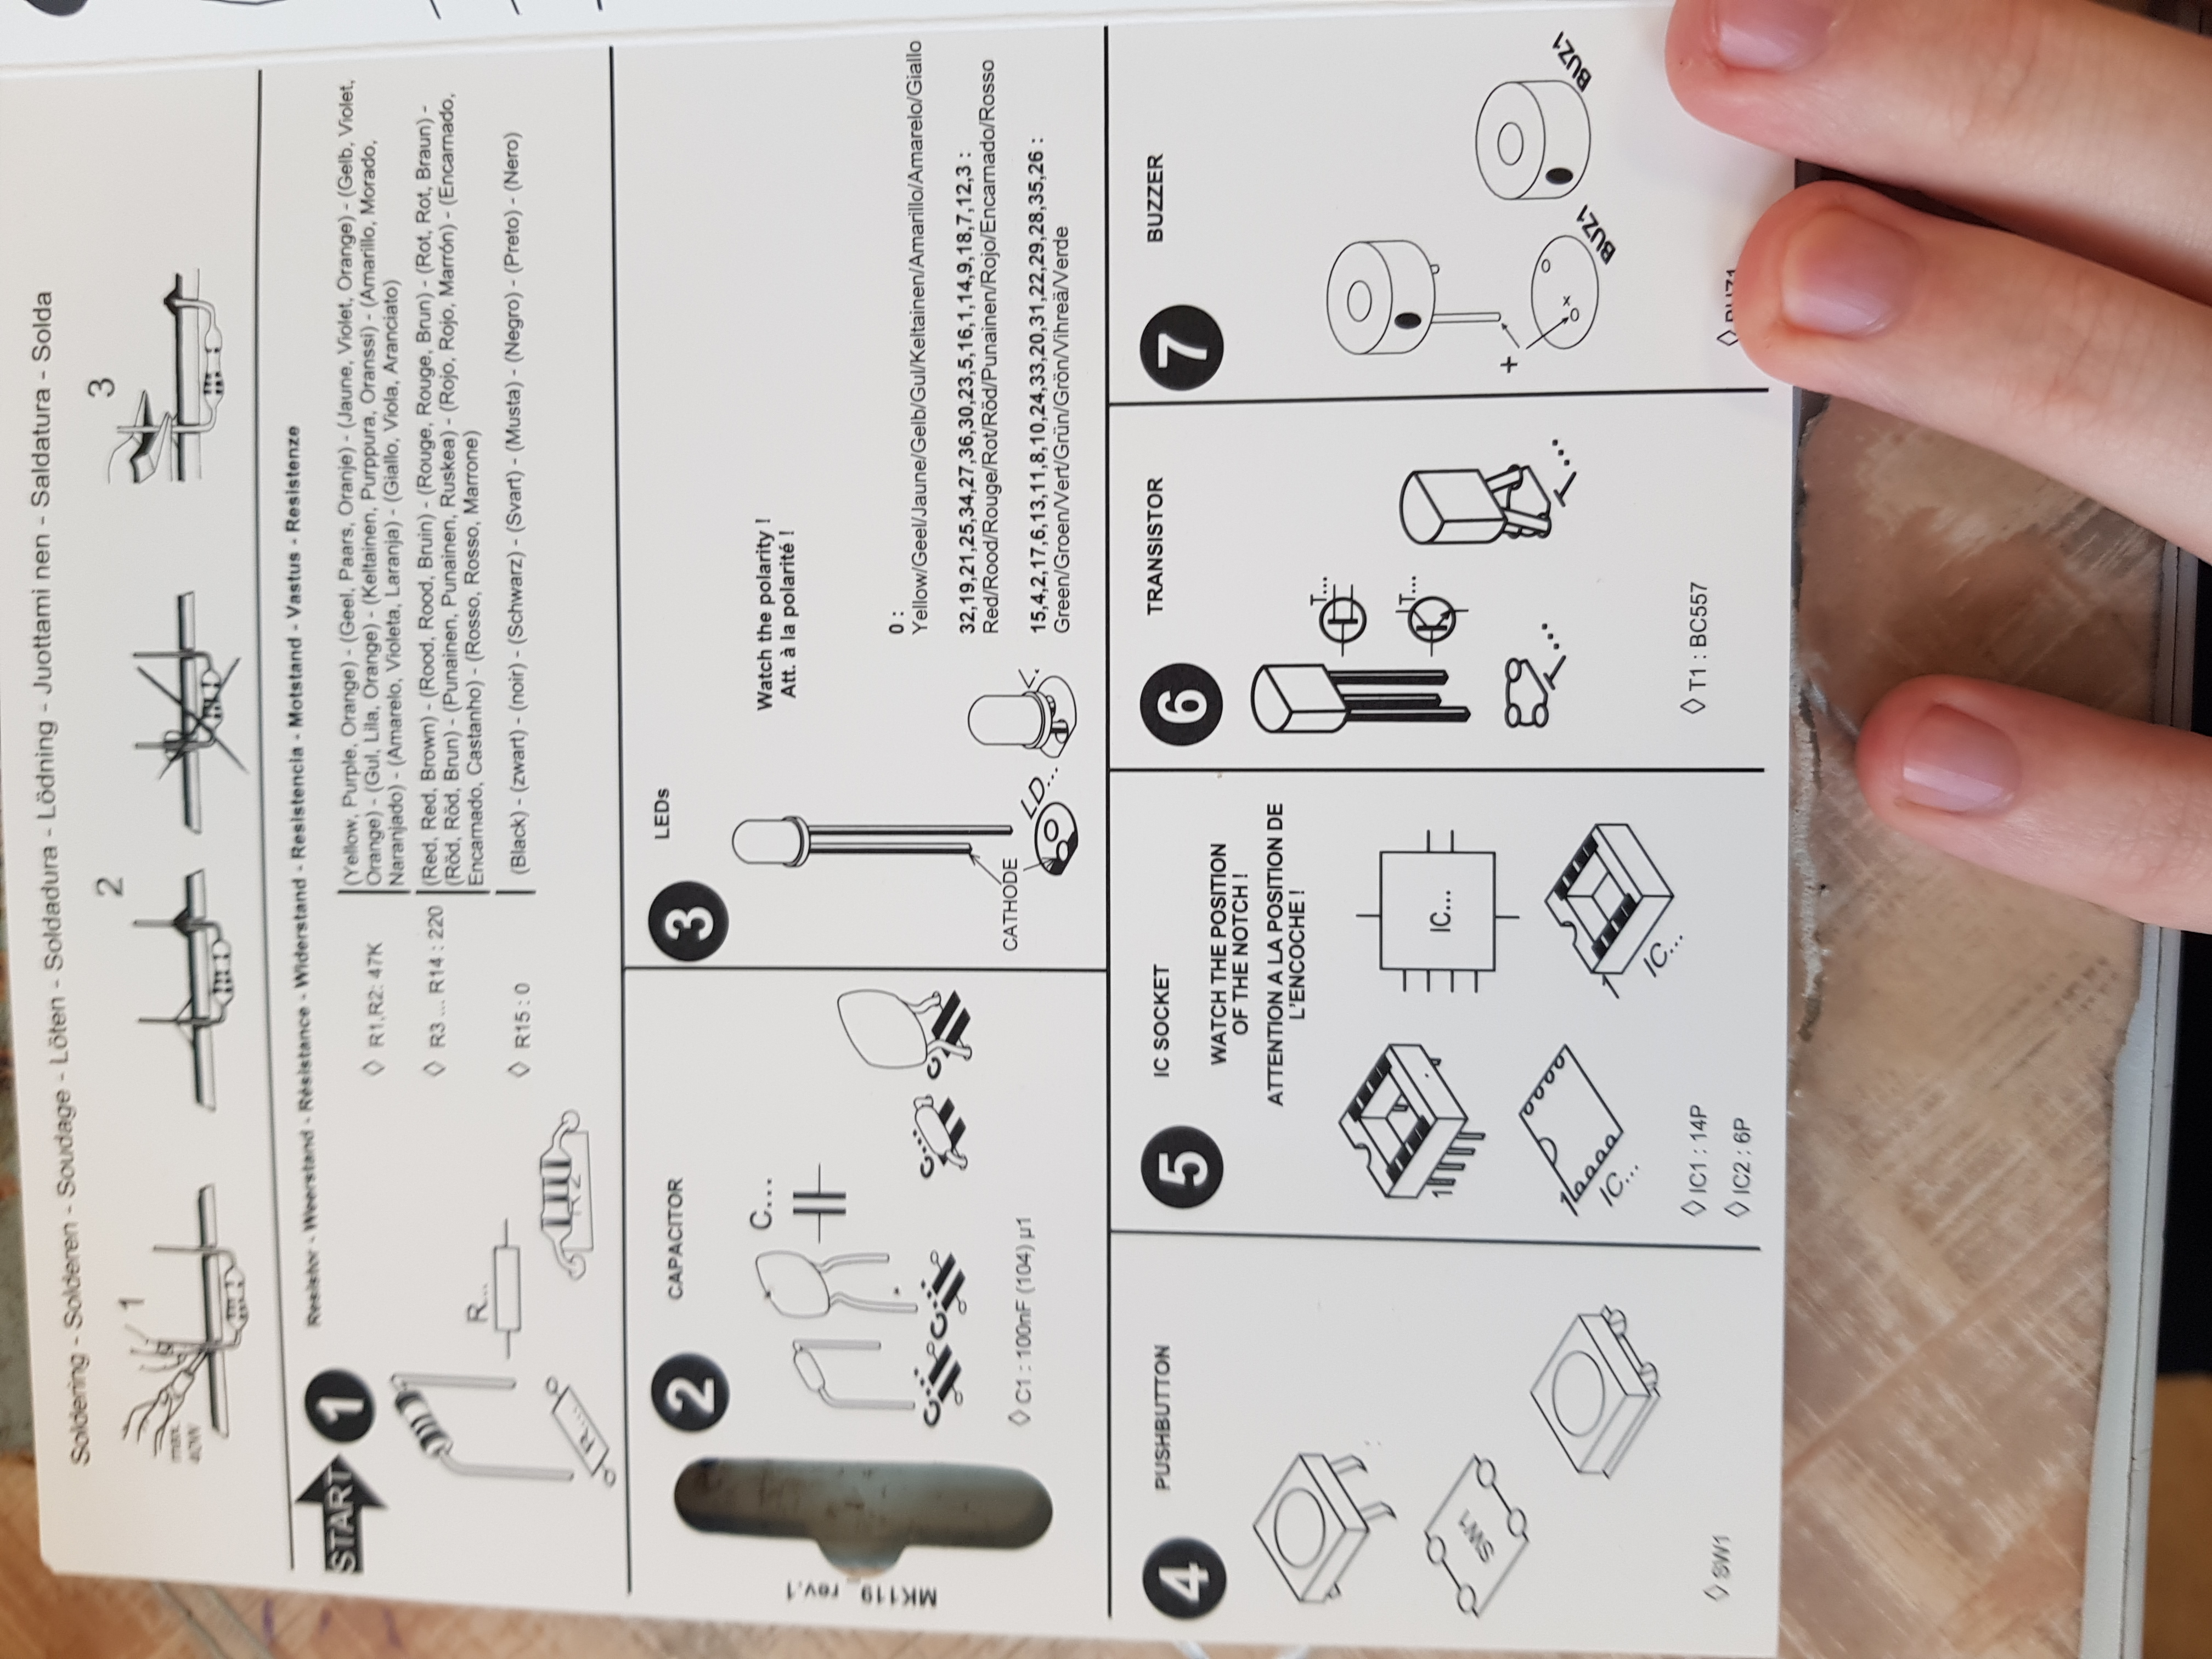 Soldering - Solderen - Soudage - Löten - Soldadura - Lödning - Juottami nen - Saldatura - Solda
1
max.
40W
2
3
START
1
Resistor - Weerstand - Résistance - Widerstand - Resistencia - Motstand - Vastus - Resistenze
R1,R2: 47K
(Yellow, Purple, Orange) - (Geel, Paars, Oranje) - (Jaune, Violet, Orange) - (Gelb, Violet,
Orange) - (Gul, Lila, Orange) - (Keltainen, Purppura, Oranssi) - (Amarillo, Morado,
Naranjado) - (Amarelo, Violeta, Laranja) - (Giallo, Viola, Aranciato)
R3 ... R14 : 220
(Red, Red, Brown) - (Rood, Rood, Bruin) - (Rouge, Rouge, Brun) - (Rot, Rot, Braun) -
(Röd, Röd, Brun) - (Punainen, Punainen, Ruskea) - (Rojo, Rojo, Marrón) - (Encarnado,
Encarnado, Castanho) - (Rosso, Rosso, Marrone)
R15 : 0
(Black) - (zwart) - (noir) - (Schwarz) - (Svart) - (Musta) - (Negro) - (Preto) - (Nero)
R...
R...
MK119_ rev.1
2
CAPACITOR
C...
C...
C...
C...
C
C1 : 100nF (104) µ1
3
LEDs
Watch the polarity !
Att. à la polarité !
0 :
Yellow/Geel/Jaune/Gelb/Gul/Keltainen/Amarillo/Amarelo/Giallo
32,19,21,25,34,27,36,30,23,5,16,1,14,9,18,7,12,3 :
Red/Rood/Rouge/Rot/Röd/Punainen/Rojo/Encarnado/Rosso
15,4,2,17,6,13,11,8,10,24,33,20,31,22,29,28,35,26 :
Green/Groen/Vert/Grün/Grön/Vihreä/Verde
CATHODE
LD...
4
PUSHBUTTON
SW1
SW1
5
IC SOCKET
WATCH THE POSITION
OF THE NOTCH !
ATTENTION A LA POSITION DE
L'ENCOCHE !
1
IC...
1
IC...
1
IC...
IC1 : 14P
IC2 : 6P
6
TRANSISTOR
T...
T...
T...
T...
T1 : BC557
7
BUZZER
+
+
BUZ1
BUZ1
BUZ1